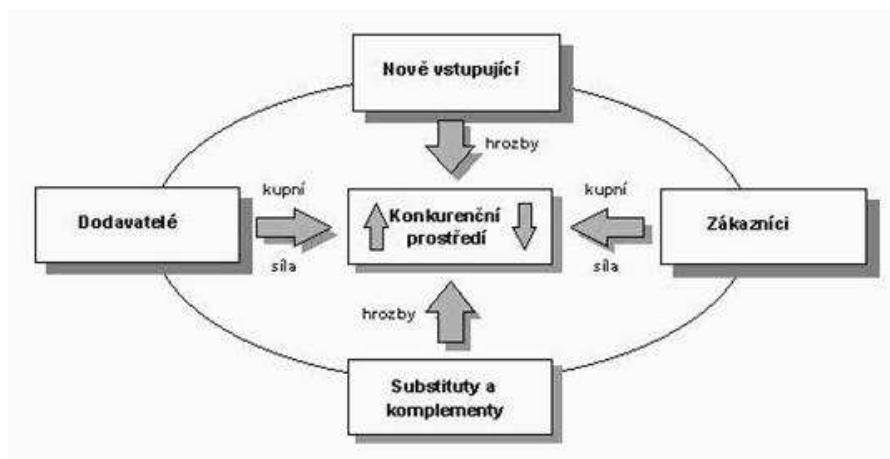 Nově vstupující
hrozby
kupní
Dodavatelé
síla
Konkurenční
prostředí
kupní
Zákazníci
síla
hrozby
Substituty a
komplementy